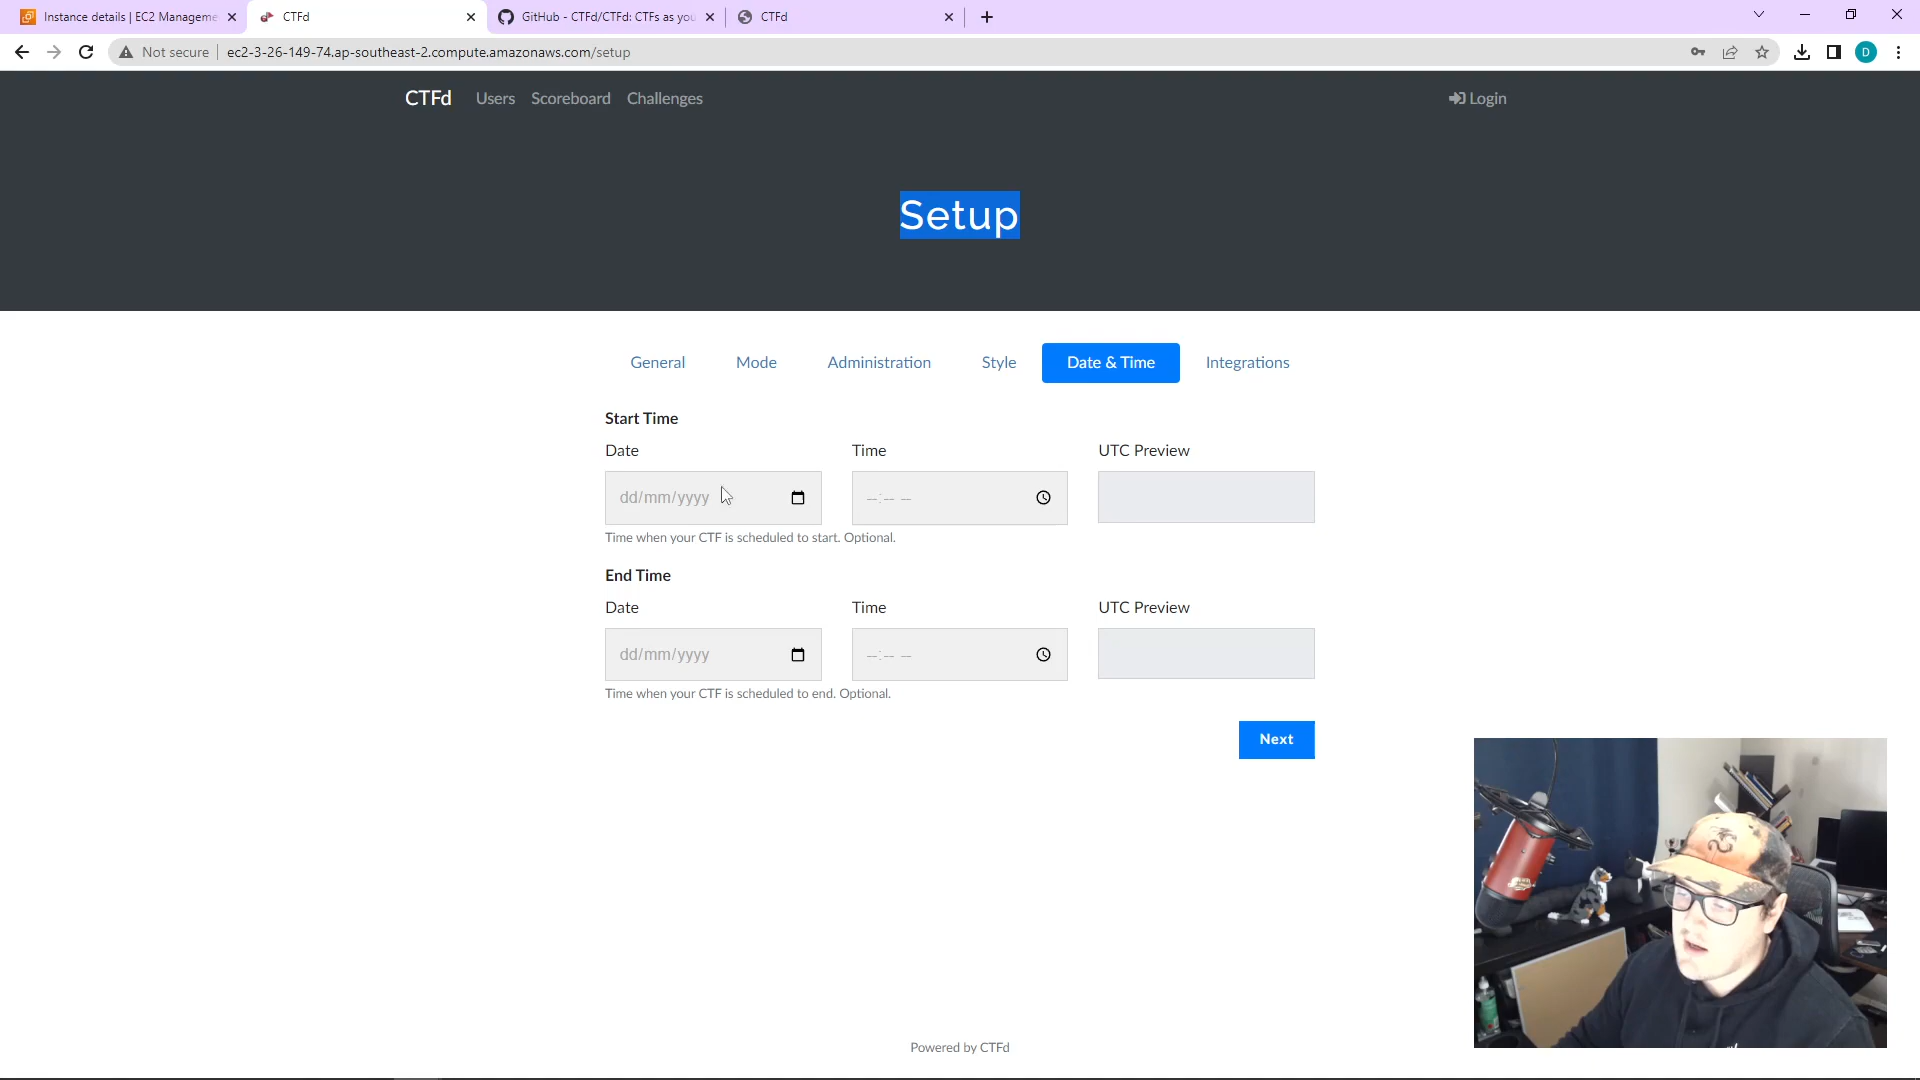 Instance details | EC2 Manageme
CTFd
GitHub - CTFd/CTFd: CTFs as you
CTFd
Not secure
ec2-3-26-149-74.ap-southeast-2.compute.amazonaws.com/setup
D
CTFd
Users
Scoreboard
Challenges
Login
Setup
General
Mode
Administration
Style
Date & Time
Integrations
Start Time
Date
Time
UTC Preview
dd/mm/yyyy
--:-- --
Time when your CTF is scheduled to start. Optional.
End Time
Date
Time
UTC Preview
dd/mm/yyyy
--:-- --
Time when your CTF is scheduled to end. Optional.
Next
Powered by CTFd